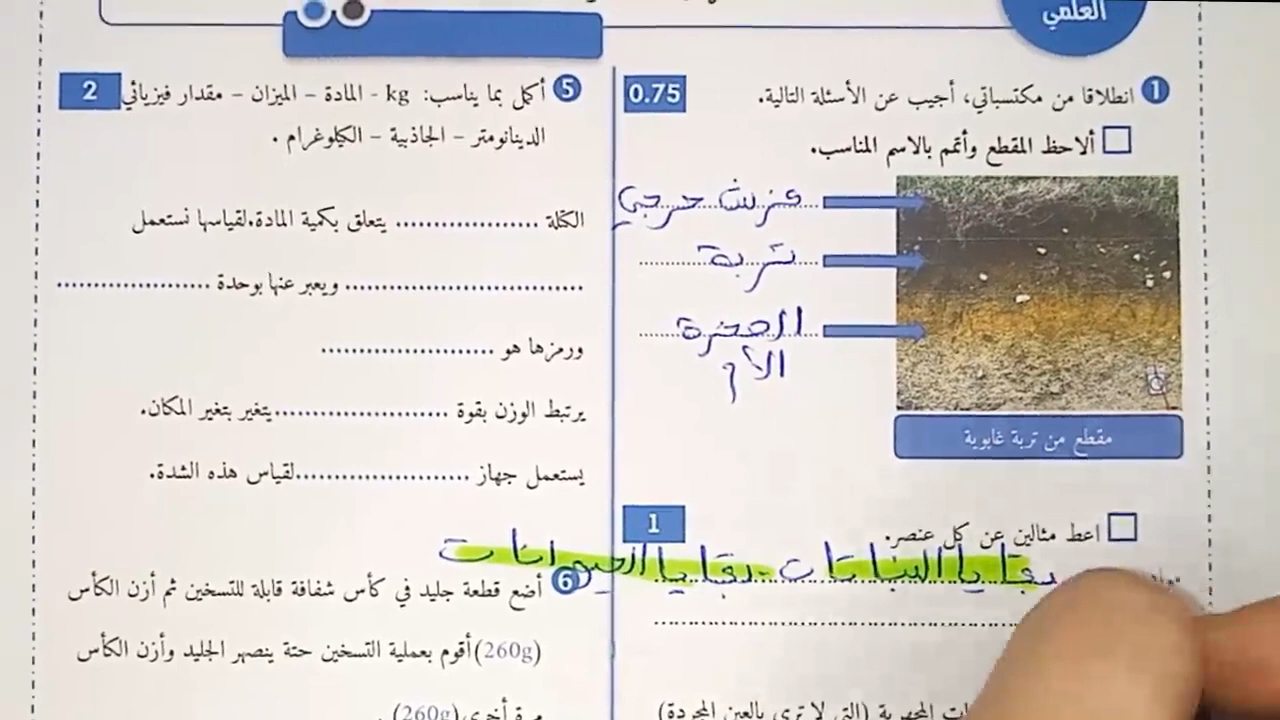 العلمي
1 انطلاقا من مكتسباتي، أجيب عن الأسئلة التالية.
0.75
ألاحظ المقطع وأتمم بالاسم المناسب.
فرش حرجي
تربة
الصخرة
الأم
مقطع من تربة غابوية
1
اعط مثالين عن كل عنصر.
بقايا النباتات - بقايا الحيوانات
المجهرية (التي لا ترى بالعين المجردة)
5 أكمل بما يناسب: kg - المادة - الميزان - مقدار فيزيائي
2
الدينانومتر - الجاذبية - الكيلوغرام .
الكتلة .................. يتعلق بكمية المادة.لقياسها نستعمل
.............................. ويعبر عنها بوحدة ....................
ورمزها هو ......................
يرتبط الوزن بقوة ......................يتغير بتغير المكان.
يستعمل جهاز ......................لقياس هذه الشدة.
6 أضع قطعة جليد في كأس شفافة قابلة للتسخين ثم أزن الكأس
(260g)أقوم بعملية التسخين حتة ينصهر الجليد وأزن الكأس
مرة أخرى(260g) .